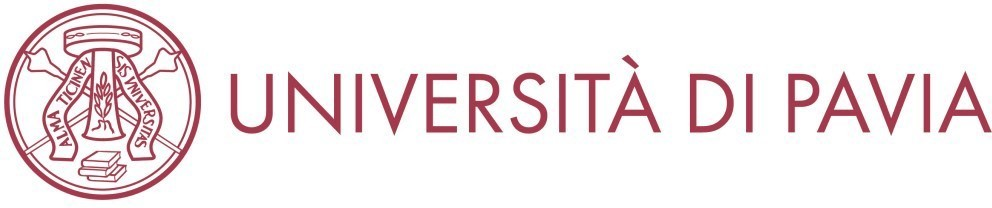 ALMA TICINEN
SIS UNIVERSITAS
UNIVERSITÀ DI PAVIA